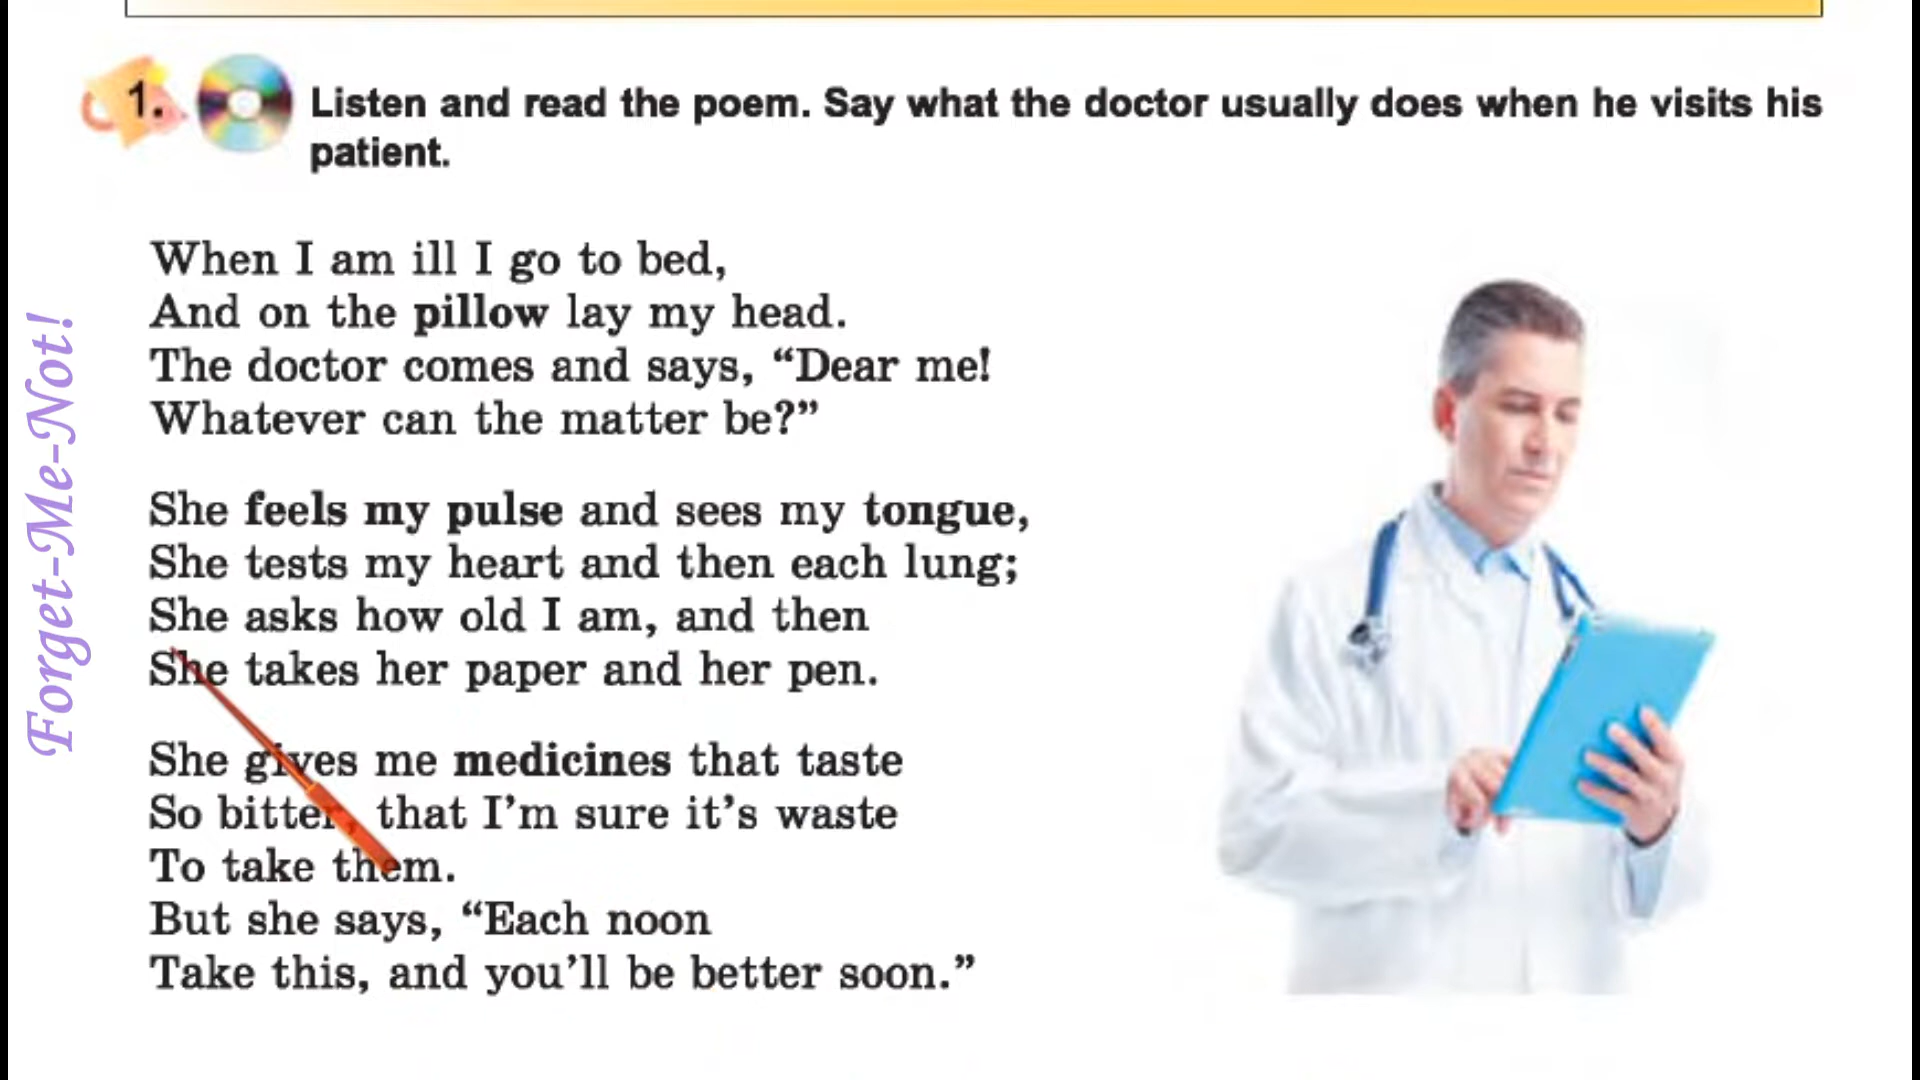 1. Listen and read the poem. Say what the doctor usually does when he visits his
patient.
When I am ill I go to bed,
And on the pillow lay my head.
The doctor comes and says, “Dear me!
Whatever can the matter be?”
She feels my pulse and sees my tongue,
She tests my heart and then each lung;
She asks how old I am, and then
She takes her paper and her pen.
She gives me medicines that taste
So bitter, that I’m sure it’s waste
To take them.
But she says, “Each noon
Take this, and you’ll be better soon.”
Forget-Me-Not!